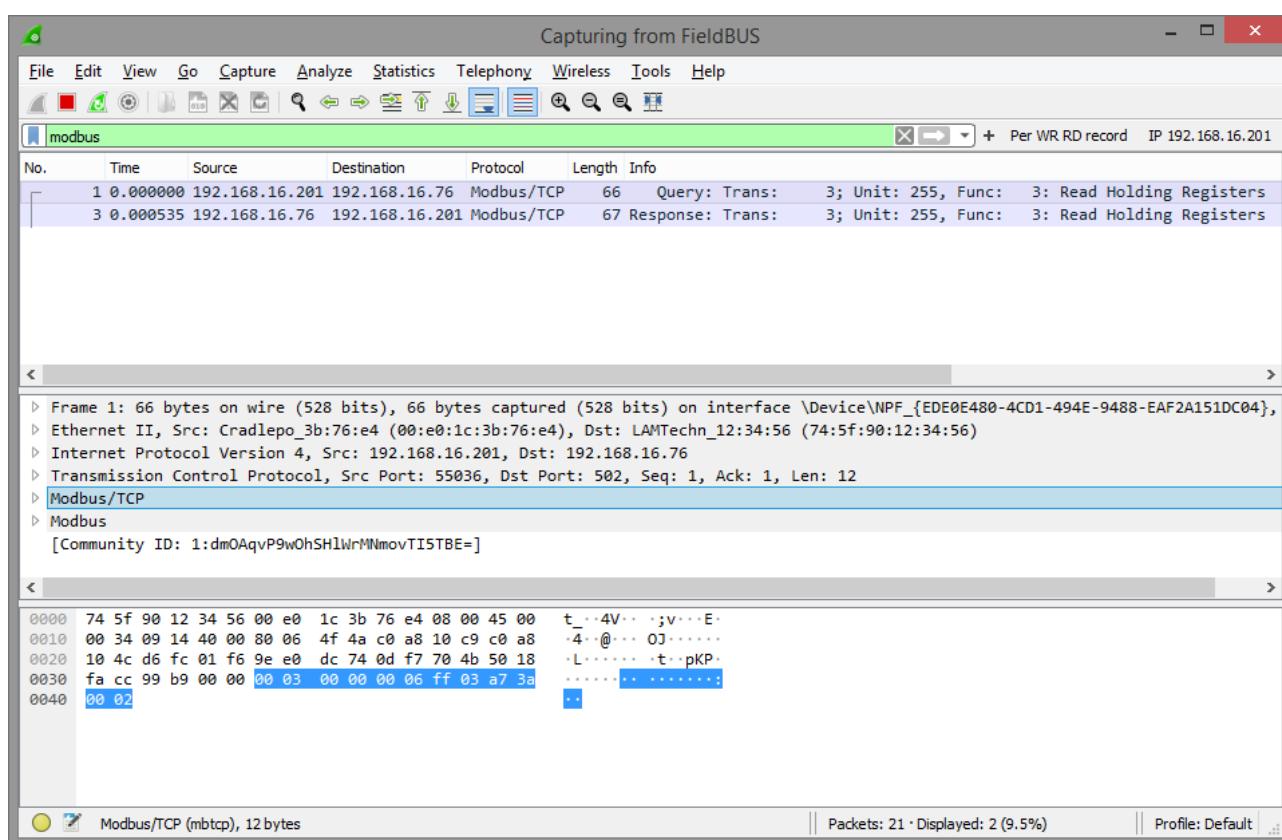 Capturing from FieldBUS
File Edit View Go Capture Analyze Statistics Telephony Wireless Tools Help
modbus + Per WR RD record IP 192.168.16.201
No. Time Source Destination Protocol Length Info
1 0.000000 192.168.16.201 192.168.16.76 Modbus/TCP 66 Query: Trans: 3; Unit: 255, Func: 3: Read Holding Registers
3 0.000535 192.168.16.76 192.168.16.201 Modbus/TCP 67 Response: Trans: 3; Unit: 255, Func: 3: Read Holding Registers
Frame 1: 66 bytes on wire (528 bits), 66 bytes captured (528 bits) on interface \Device\NPF_{EDE0E480-4CD1-494E-9488-EAF2A151DC04},
Ethernet II, Src: Cradlepo_3b:76:e4 (00:e0:1c:3b:76:e4), Dst: LAMTechn_12:34:56 (74:5f:90:12:34:56)
Internet Protocol Version 4, Src: 192.168.16.201, Dst: 192.168.16.76
Transmission Control Protocol, Src Port: 55036, Dst Port: 502, Seq: 1, Ack: 1, Len: 12
Modbus/TCP
Modbus
[Community ID: 1:dmOAqvP9wOhSHlWrMNmovTI5TBE=]
0000 74 5f 90 12 34 56 00 e0 1c 3b 76 e4 08 00 45 00 t_··4V·· ·;v···E·
0010 00 34 09 14 40 00 80 06 4f 4a c0 a8 10 c9 c0 a8 ·4··@··· OJ······
0020 10 4c d6 fc 01 f6 9e e0 dc 74 0d f7 70 4b 50 18 ·L······ ·t··pKP·
0030 fa cc 99 b9 00 00 00 03 00 00 00 06 ff 03 a7 3a ········ ·······:
0040 00 02 ··
Modbus/TCP (mbtcp), 12 bytes Packets: 21 · Displayed: 2 (9.5%) Profile: Default